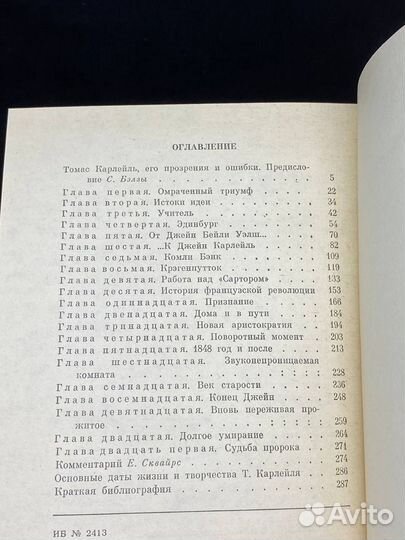 ОГЛАВЛЕНИЕ
Томас Карлейль, его прозрения и ошибки. Предисло-
вие С. Бэлзы . . . . . . . . . . 5
Глава первая. Омраченный триумф . . . . 22
Глава вторая. Истоки идеи . . . . . . 34
Глава третья. Учитель . . . . . . . 42
Глава четвертая. Эдинбург . . . . . . 54
Глава пятая. От Джейн Бейли Уэлш... . . . 70
Глава шестая. ...К Джейн Карлейль . . . . 82
Глава седьмая. Комли Бэнк . . . . . . 109
Глава восьмая. Крэгенпутток . . . . . 119
Глава девятая. Работа над «Сартором» . . . 133
Глава десятая. История французской революции 153
Глава одиннадцатая. Признание . . . . 166
Глава двенадцатая. Дома и в пути . . . . 184
Глава тринадцатая. Новая аристократия . . 194
Глава четырнадцатая. Поворотный момент . 203
Глава пятнадцатая. 1848 год и после . . . 213
Глава шестнадцатая. Звуконепроницаемая
комната . . . . . . . . . . . 228
Глава семнадцатая. Век старости . . . . 236
Глава восемнадцатая. Конец Джейн . . . 248
Глава девятнадцатая. Вновь переживая про-
житое . . . . . . . . . . . . 259
Глава двадцатая. Долгое умирание . . . . 264
Глава двадцать первая. Судьба пророка . . 271
Комментарий Е. Сквайрс . . . . . . . 274
Основные даты жизни и творчества Т. Карлейля . 286
Краткая библиография . . . . . . . . 287
ИБ № 2413
Avito